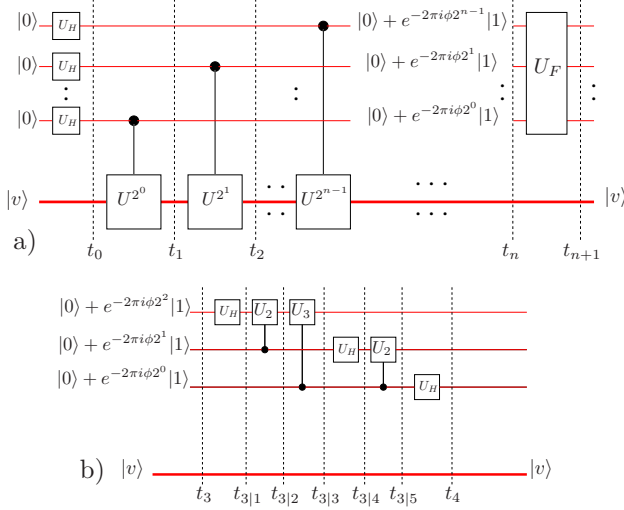 |0⟩ U_H |0⟩ + e^{-2πiϕ2^{n-1}}|1⟩
|0⟩ U_H |0⟩ + e^{-2πiϕ2^1}|1⟩ U_F
: : : :
|0⟩ U_H |0⟩ + e^{-2πiϕ2^0}|1⟩
|v⟩ U^{2^0} U^{2^1} : : U^{2^{n-1}} · · · : |v⟩
a) t_0 t_1 t_2 t_n t_{n+1}
|0⟩ + e^{-2πiϕ2^2}|1⟩ U_H U_2 U_3
|0⟩ + e^{-2πiϕ2^1}|1⟩ U_H U_2
|0⟩ + e^{-2πiϕ2^0}|1⟩ U_H
b) |v⟩ |v⟩
t_3 t_{3|1} t_{3|2} t_{3|3} t_{3|4} t_{3|5} t_4